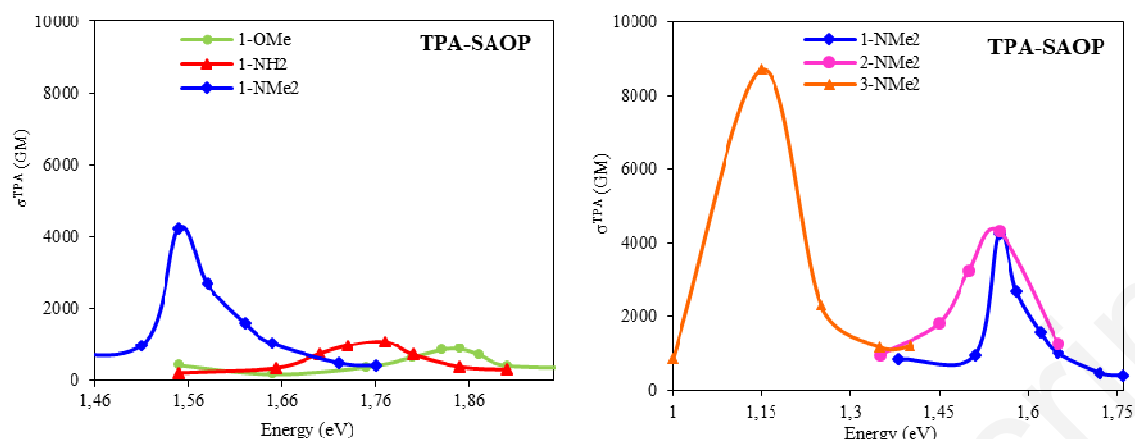 10000
8000
6000
4000
2000
0
σTPA (GM)
1-OMe
1-NH2
1-NMe2
TPA-SAOP
1,46
1,56
1,66
1,76
1,86
Energy (eV)
10000
8000
6000
4000
2000
0
σTPA (GM)
1-NMe2
2-NMe2
3-NMe2
TPA-SAOP
1
1,15
1,3
1,45
1,6
1,75
Energy (eV)